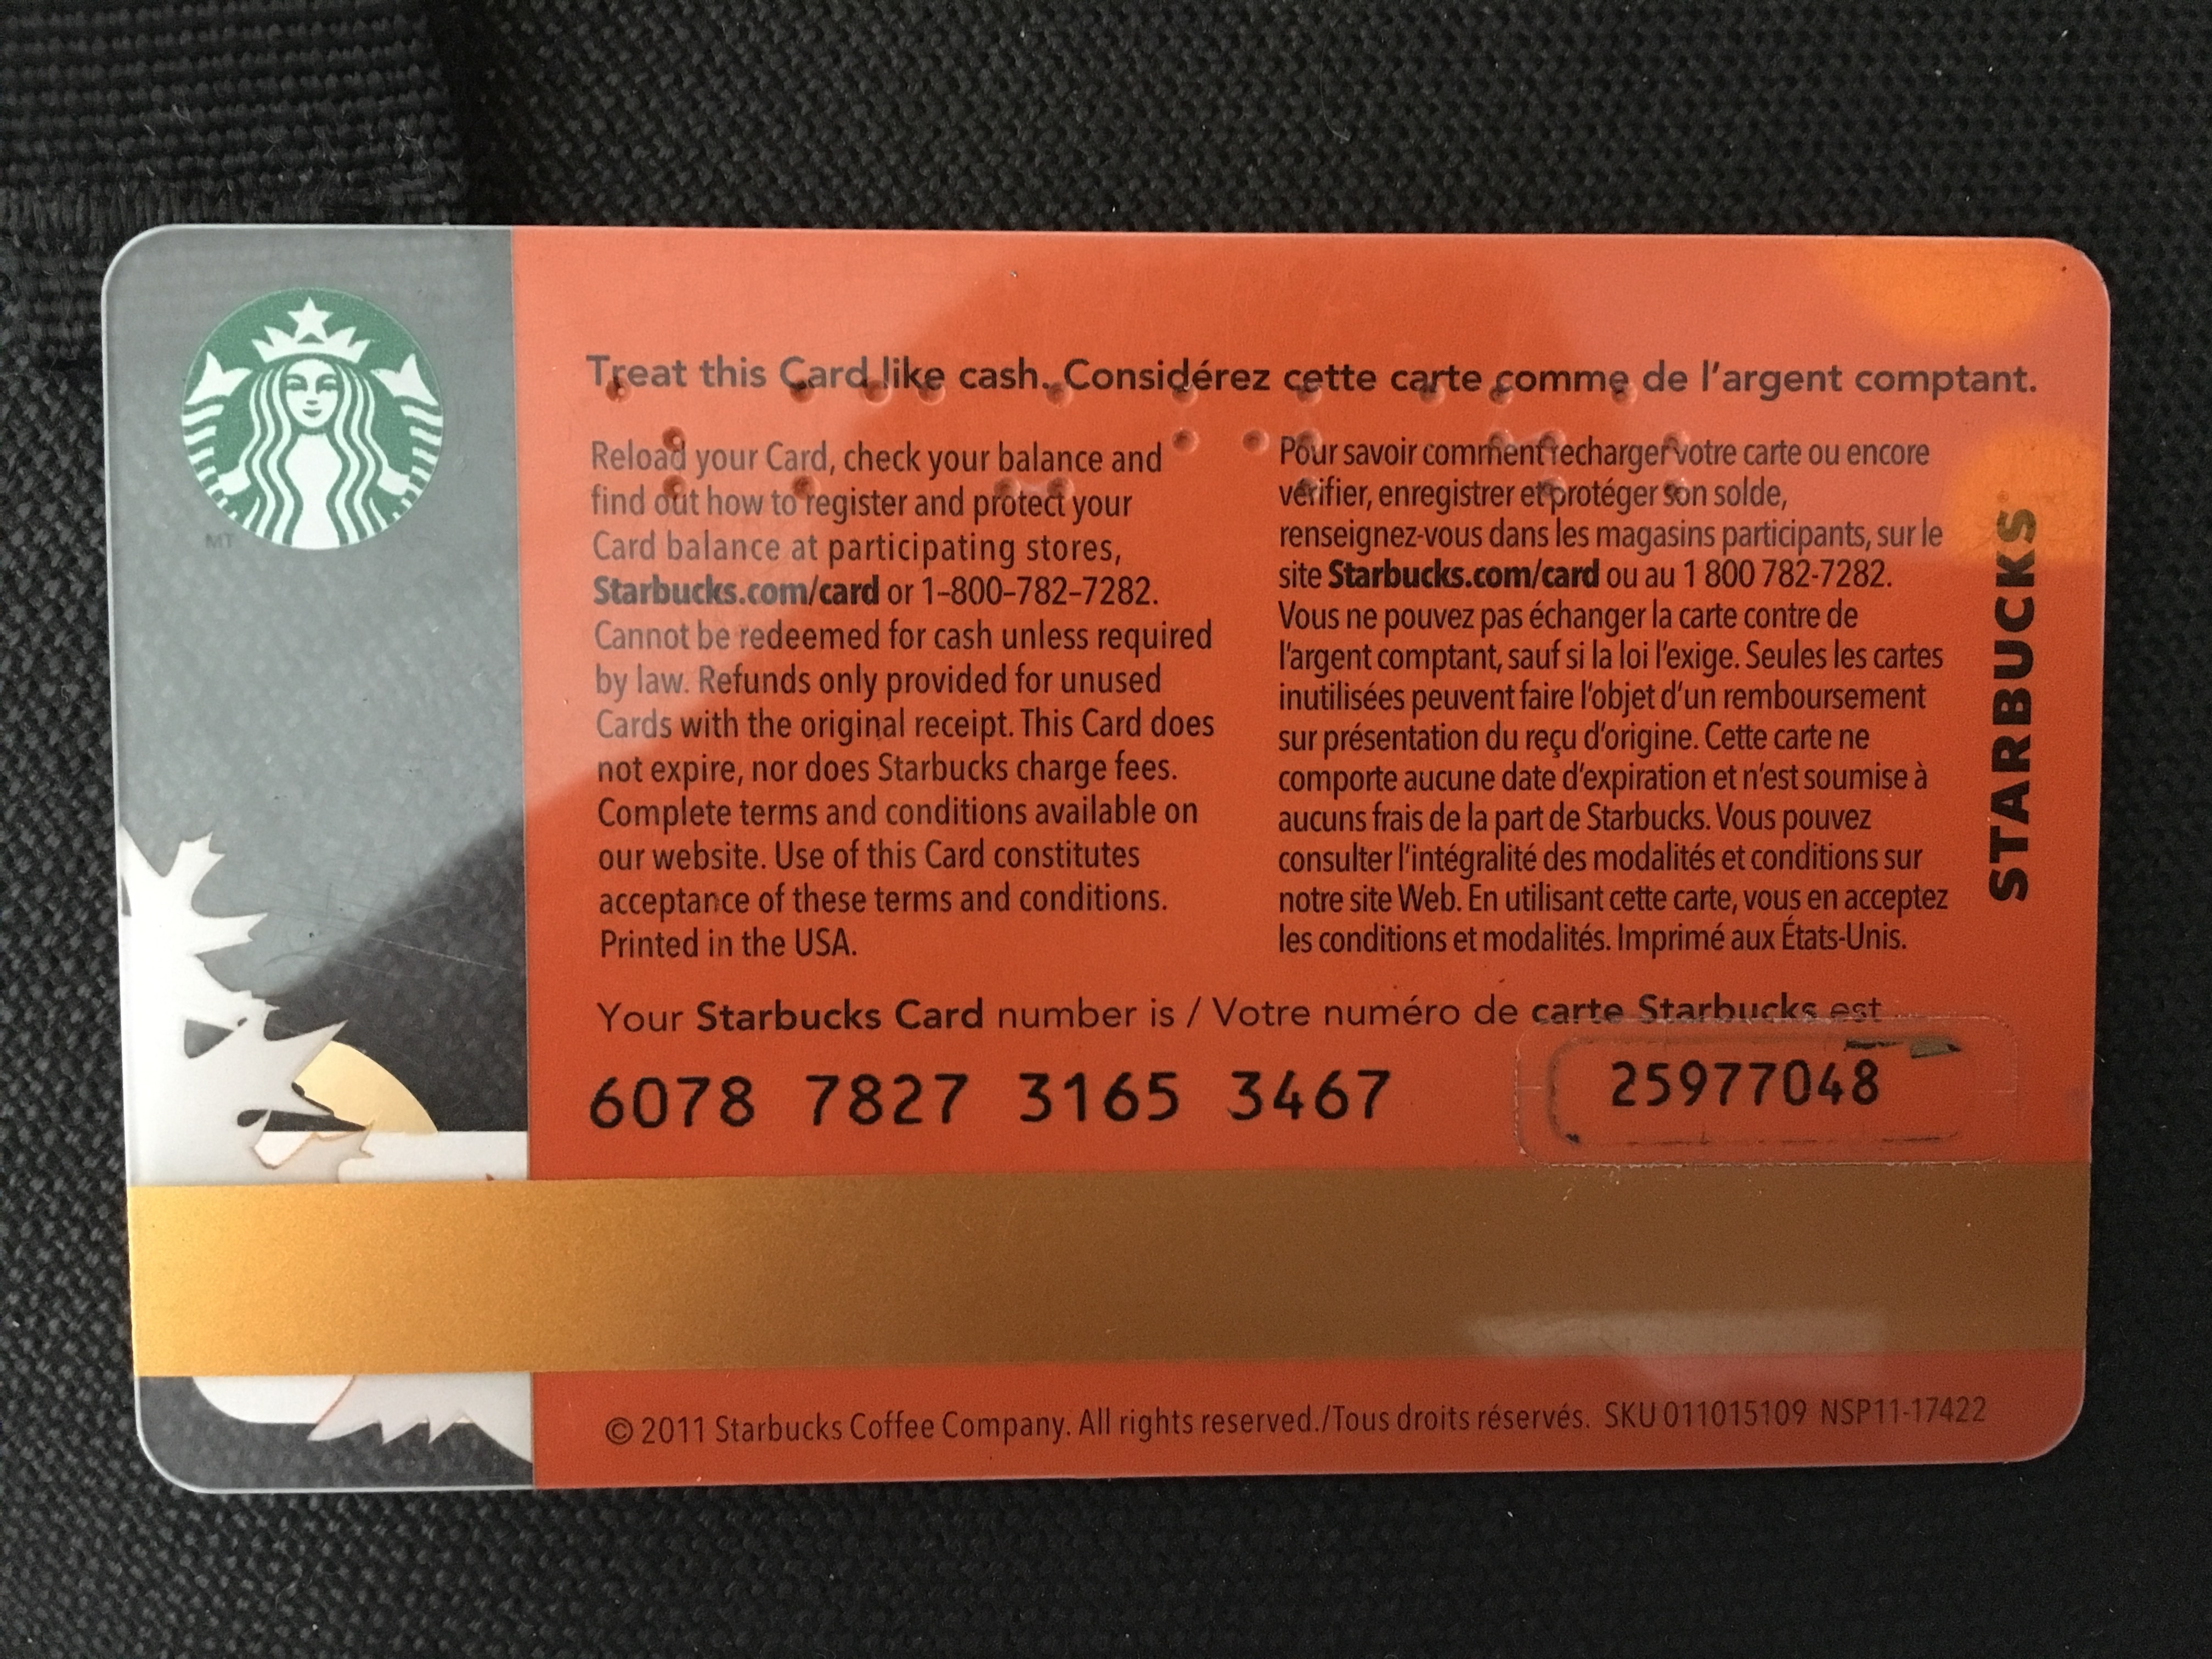 Treat this Card like cash. Considérez cette carte comme de l'argent comptant.
Reload your Card, check your balance and
find out how to register and protect your
Card balance at participating stores,
Starbucks.com/card or 1-800-782-7282.
Cannot be redeemed for cash unless required
by law. Refunds only provided for unused
Cards with the original receipt. This Card does
not expire, nor does Starbucks charge fees.
Complete terms and conditions available on
our website. Use of this Card constitutes
acceptance of these terms and conditions.
Printed in the USA.
Pour savoir comment recharger votre carte ou encore
vérifier, enregistrer et protéger son solde,
renseignez-vous dans les magasins participants, sur le
site Starbucks.com/card ou au 1 800 782-7282.
Vous ne pouvez pas échanger la carte contre de
l'argent comptant, sauf si la loi l'exige. Seules les cartes
inutilisées peuvent faire l'objet d'un remboursement
sur présentation du reçu d'origine. Cette carte ne
comporte aucune date d'expiration et n'est soumise à
aucuns frais de la part de Starbucks. Vous pouvez
consulter l'intégralité des modalités et conditions sur
notre site Web. En utilisant cette carte, vous en acceptez
les conditions et modalités. Imprimé aux États-Unis.
STARBUCKS
MT
Your Starbucks Card number is / Votre numéro de carte Starbucks est
6078 7827 3165 3467
25977048
© 2011 Starbucks Coffee Company. All rights reserved./Tous droits réservés. SKU 011015109 NSP11-17422